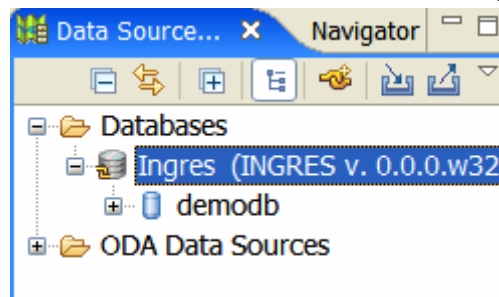 Data Source... Navigator
Databases
Ingres (INGRES v. 0.0.0.w32
demodb
ODA Data Sources